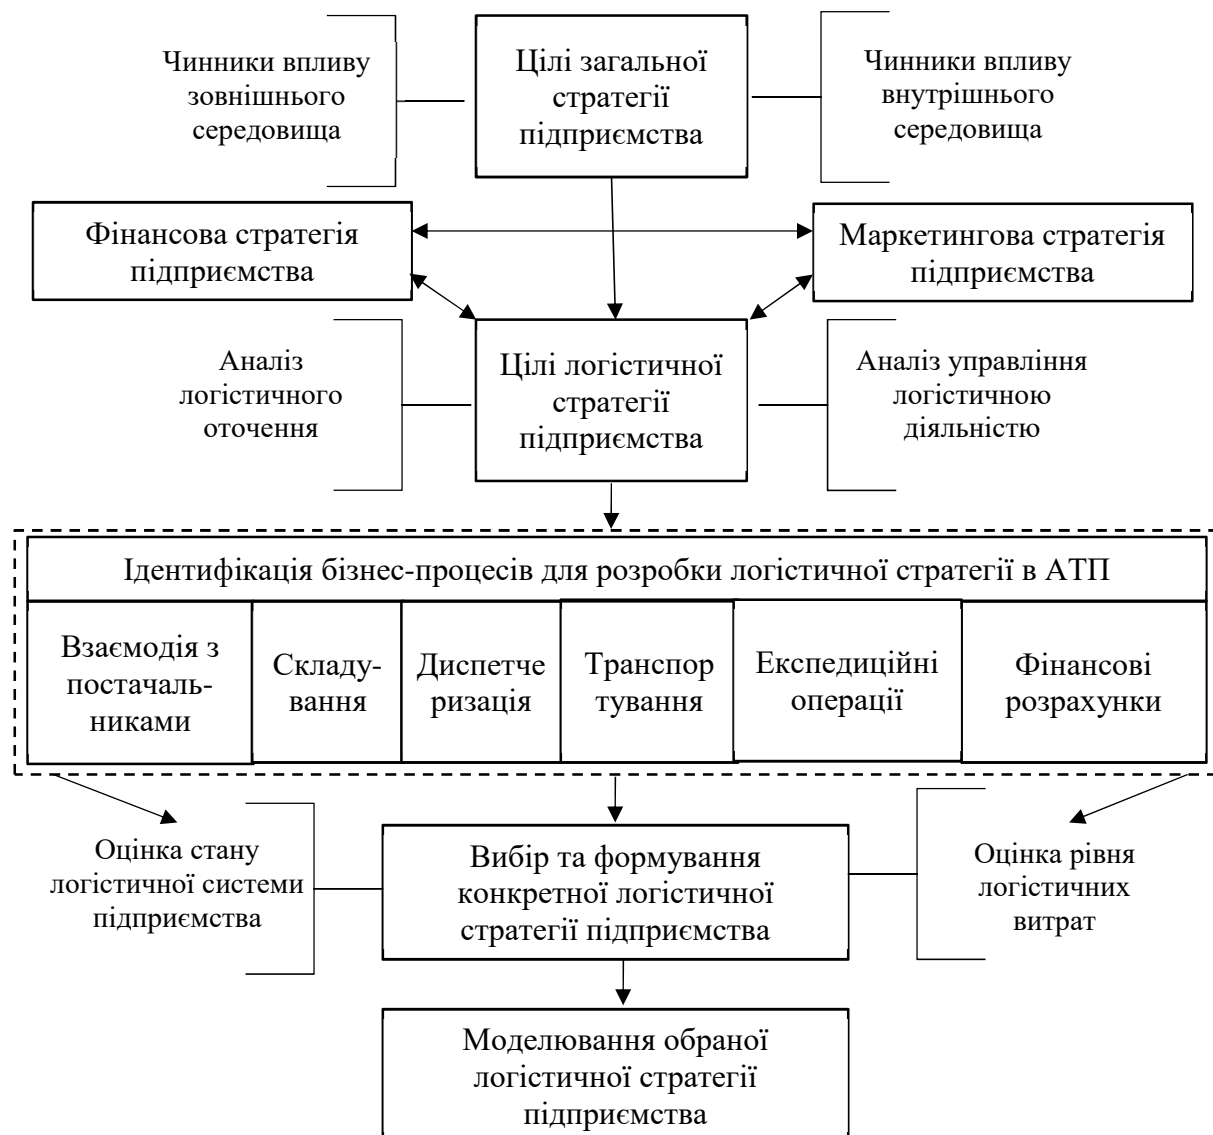 Чинники впливу
зовнішнього
середовища
Цілі загальної
стратегії
підприємства
Чинники впливу
внутрішнього
середовища
Фінансова стратегія
підприємства
Маркетингова стратегія
підприємства
Аналіз
логістичного
оточення
Цілі логістичної
стратегії
підприємства
Аналіз управління
логістичною
діяльністю
Ідентифікація бізнес-процесів для розробки логістичної стратегії в АТП
Взаємодія з
постачаль-
никами
Складу-
вання
Диспетче
ризація
Транспор
тування
Експедиційні
операції
Фінансові
розрахунки
Оцінка стану
логістичної системи
підприємства
Вибір та формування
конкретної логістичної
стратегії підприємства
Оцінка рівня
логістичних
витрат
Моделювання обраної
логістичної стратегії
підприємства